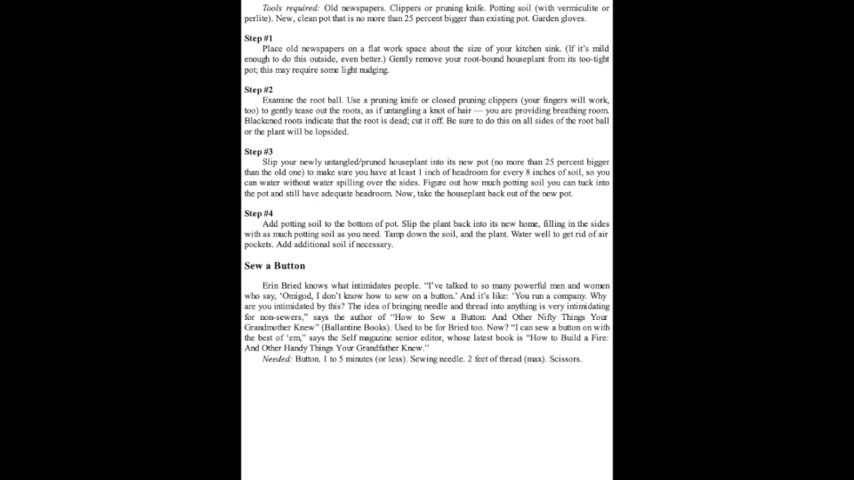 Tools required: Old newspapers. Clippers or pruning knife. Potting soil (with vermiculite or
perlite). New, clean pot that is no more than 25 percent bigger than existing pot. Garden gloves.
Step #1
Place old newspapers on a flat work space about the size of your kitchen sink. (If it's mild
enough to do this outside, even better.) Gently remove your root-bound houseplant from its too-tight
pot; this may require some light nudging.
Step #2
Examine the root ball. Use a pruning knife or closed pruning clippers (your fingers will work,
too) to gently tease out the roots, as if untangling a knot of hair — you are providing breathing room.
Blackened roots indicate that the root is dead; cut it off. Be sure to do this on all sides of the root ball
or the plant will be lopsided.
Step #3
Slip your newly untangled/pruned houseplant into its new pot (no more than 25 percent bigger
than the old one) to make sure you have at least 1 inch of headroom for every 8 inches of soil, so you
can water without water spilling over the sides. Figure out how much potting soil you can tuck into
the pot and still have adequate headroom. Now, take the houseplant back out of the new pot.
Step #4
Add potting soil to the bottom of pot. Slip the plant back into its new home, filling in the sides
with as much potting soil as you need. Tamp down the soil, and the plant. Water well to get rid of air
pockets. Add additional soil if necessary.
Sew a Button
Erin Bried knows what intimidates people. “I've talked to so many powerful men and women
who say, ‘Omigod, I don't know how to sew on a button.’ And it's like: ‘You run a company. Why
are you intimidated by this? The idea of bringing needle and thread into anything is very intimidating
for non-sewers,” says the author of “How to Sew a Button: And Other Nifty Things Your
Grandmother Knew” (Ballantine Books). Used to be for Bried too. Now? “I can sew a button on with
the best of ‘em,” says the Self magazine senior editor, whose latest book is “How to Build a Fire:
And Other Handy Things Your Grandfather Knew.”
Needed: Button. 1 to 5 minutes (or less). Sewing needle. 2 feet of thread (max). Scissors.